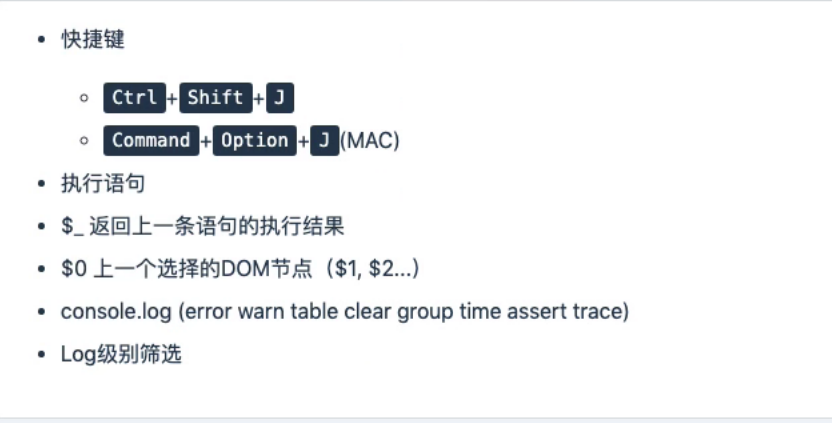 快捷键
Ctrl+Shift+J
Command+Option+J(MAC)
执行语句
$_ 返回上一条语句的执行结果
$0 上一个选择的DOM节点（$1, $2...）
console.log (error warn table clear group time assert trace)
Log级别筛选